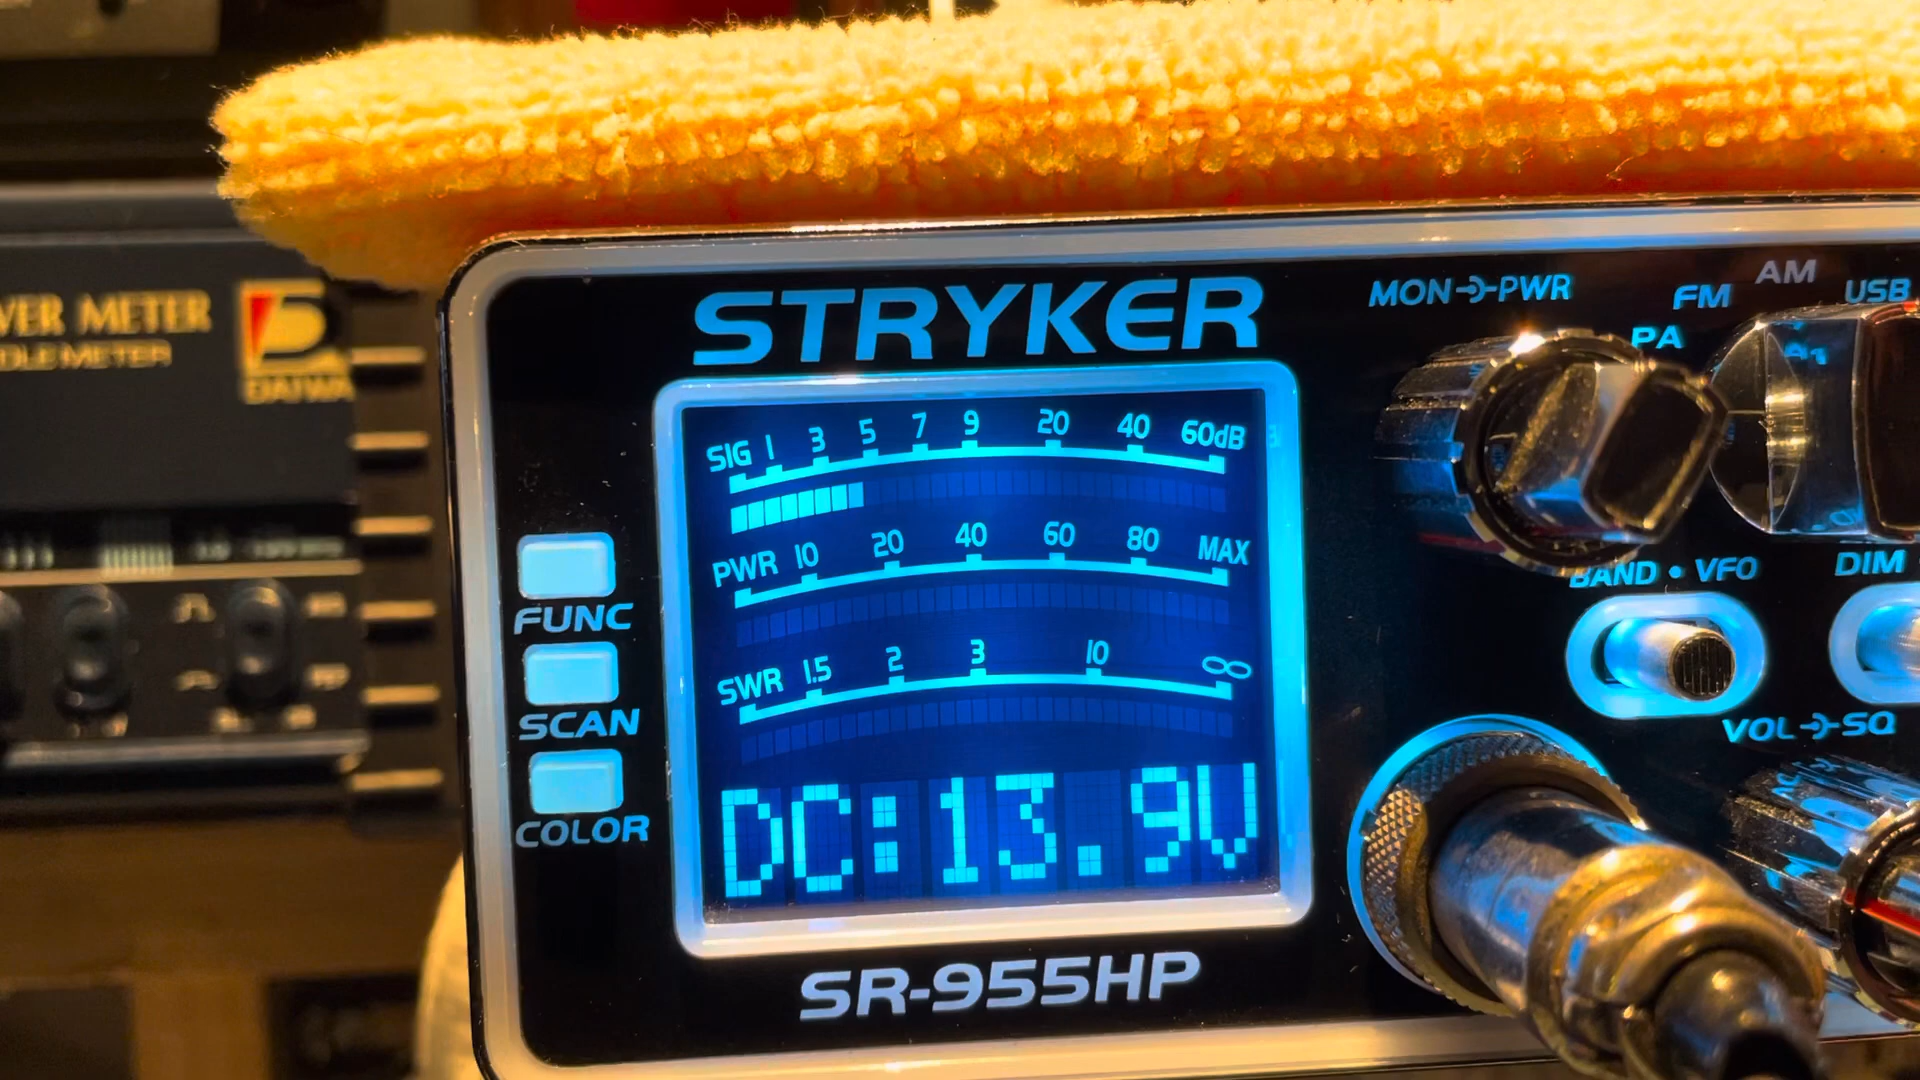 STRYKER
MON PWR
PA FM AM USB
SIG 1 3 5 7 9 20 40 60dB
PWR 10 20 40 60 80 MAX
SWR 1.5 2 3 10 ∞
DC:13.9V
SR-955HP
FUNC
SCAN
COLOR
BAND • VFO
DIM
VOL SQ
METER
METER
DAIWA